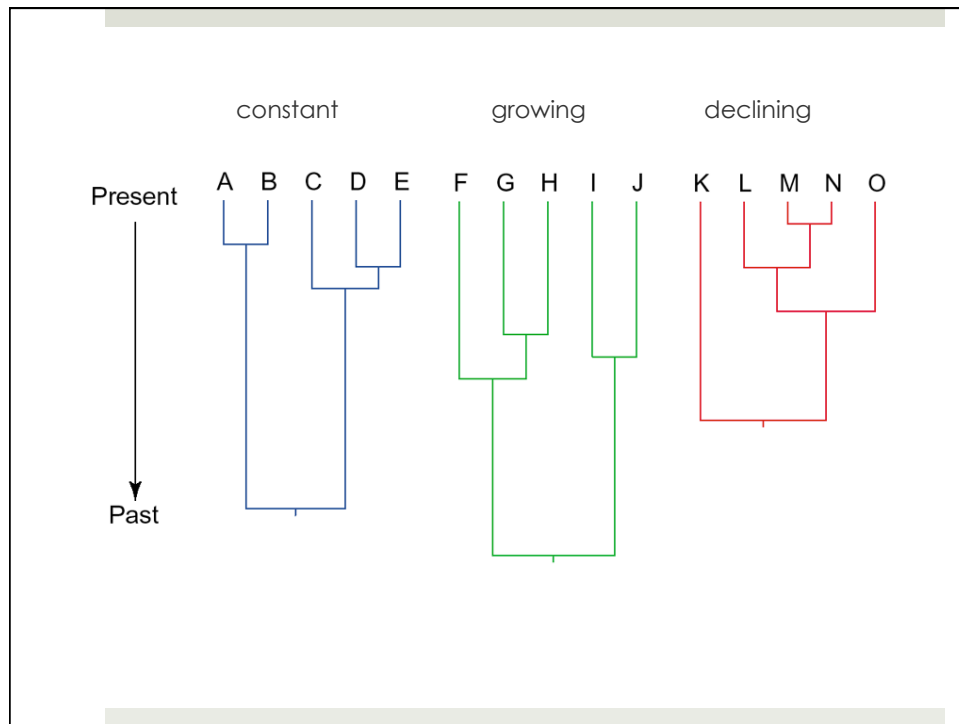 constant growing declining
Present A B C D E F G H I J K L M N O
Past